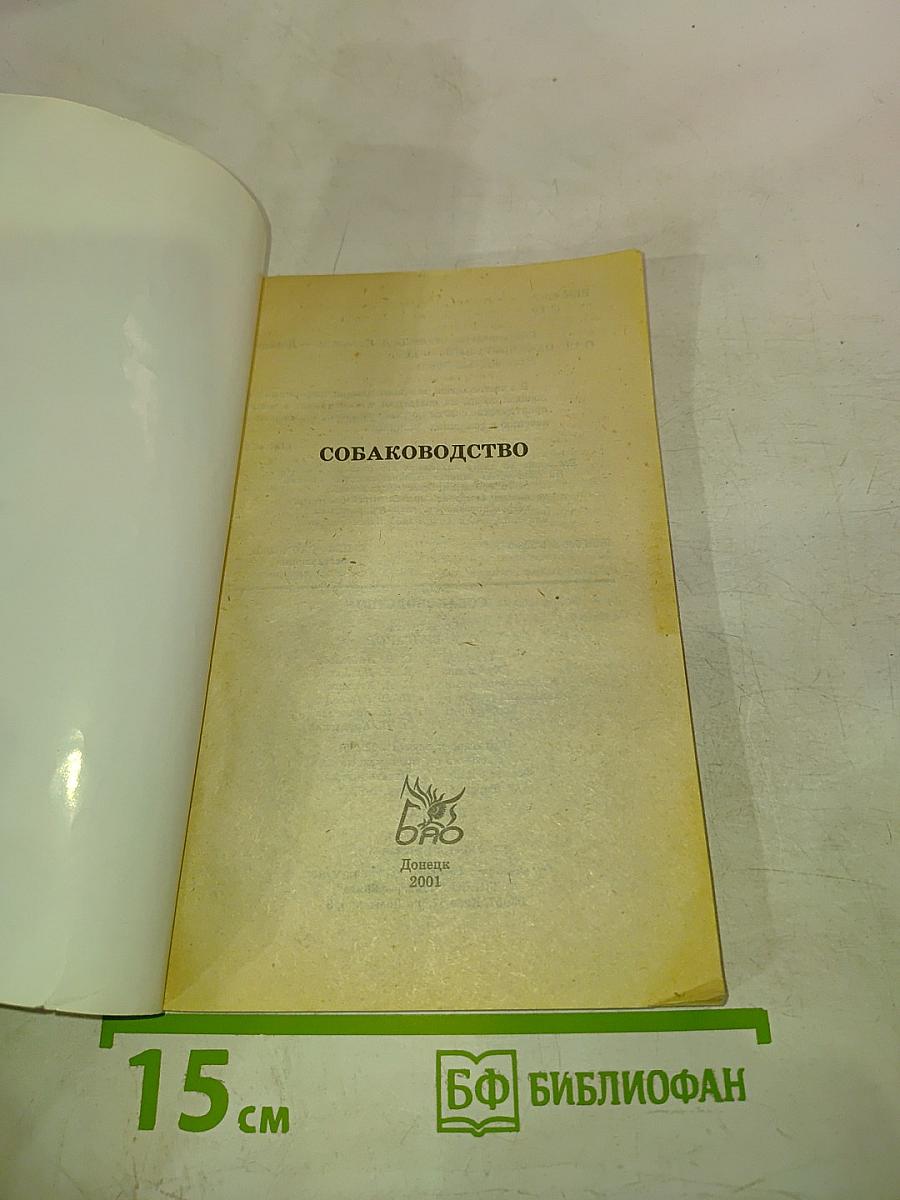 СОБАКОВОДСТВО
БАО
Донецк
2001
15 см
БФ БИБЛИОФАН